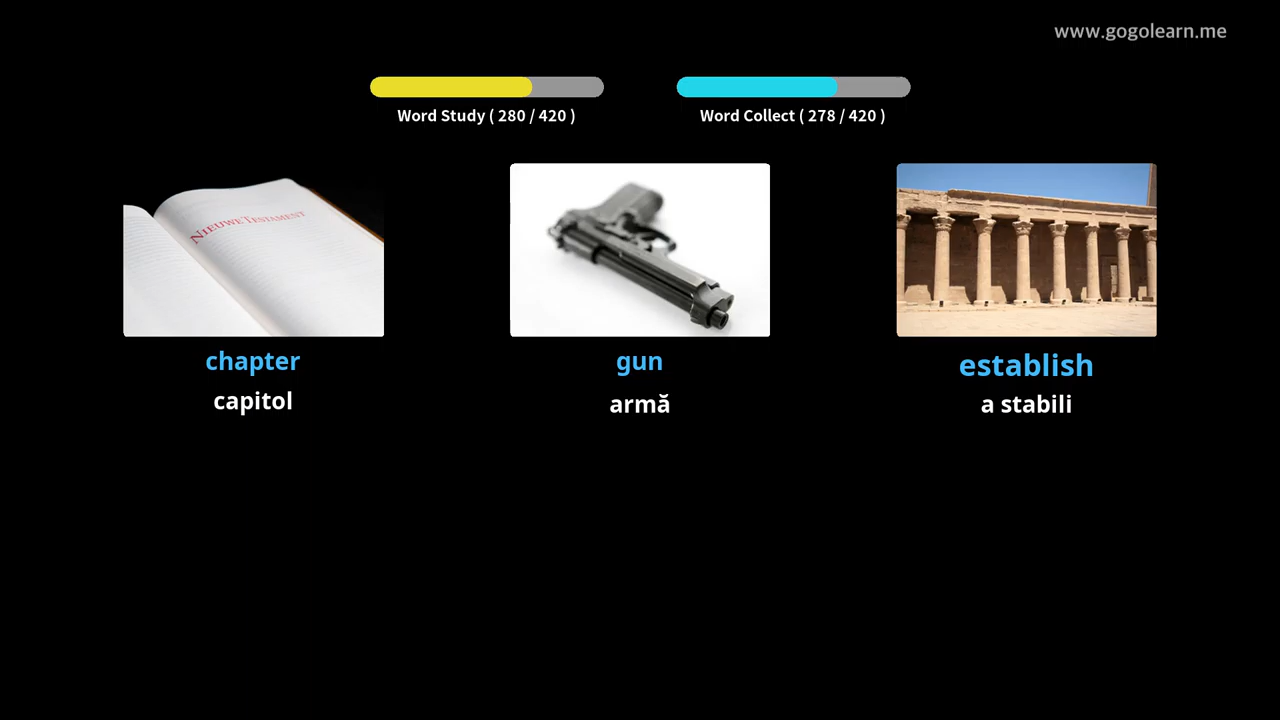 www.gogolearn.me
Word Study ( 280 / 420 )
Word Collect ( 278 / 420 )
NIEUWE TESTAMENT
chapter
capitol
gun
armă
establish
a stabili